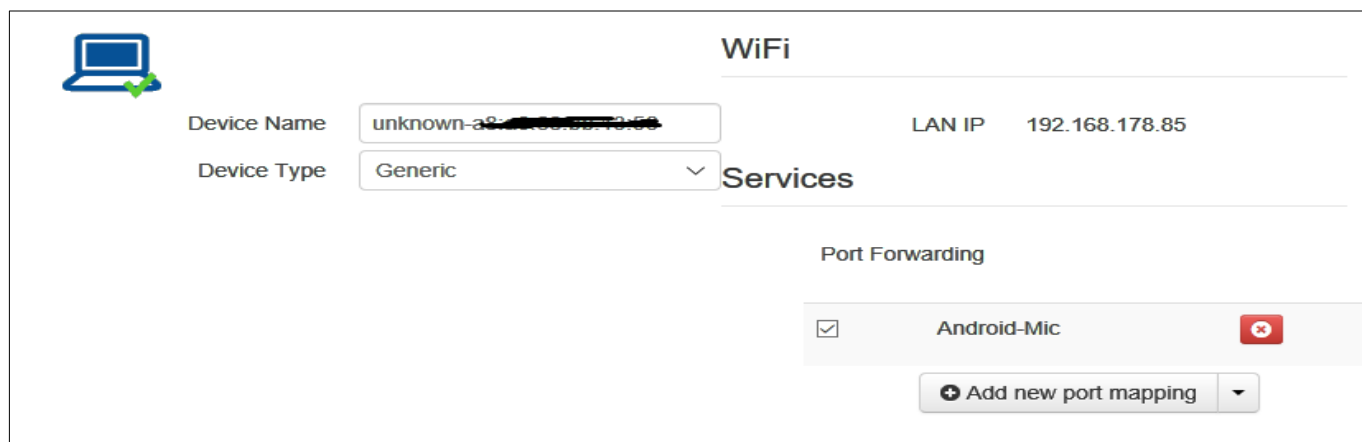 WiFi
Device Name
unknown-
LAN IP 192.168.178.85
Device Type
Generic
Services
Port Forwarding
Android-Mic
Add new port mapping